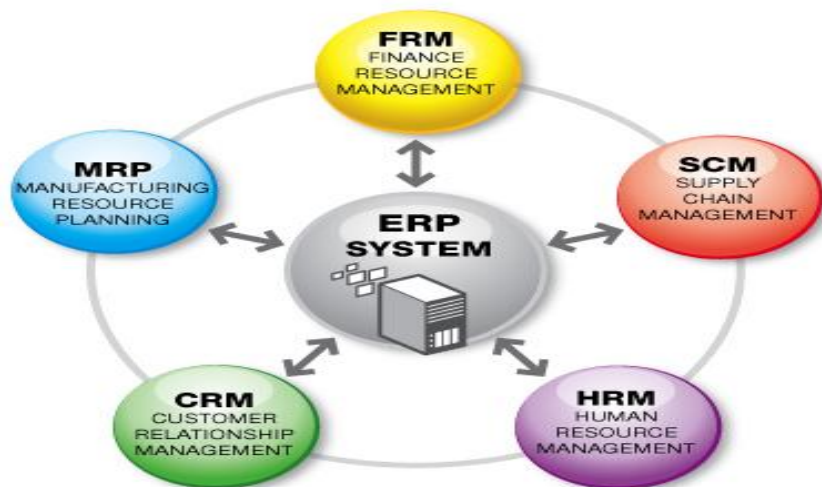 FRM
FINANCE
RESOURCE
MANAGEMENT
MRP
MANUFACTURING
RESOURCE
PLANNING
SCM
SUPPLY
CHAIN
MANAGEMENT
ERP
SYSTEM
CRM
CUSTOMER
RELATIONSHIP
MANAGEMENT
HRM
HUMAN
RESOURCE
MANAGEMENT